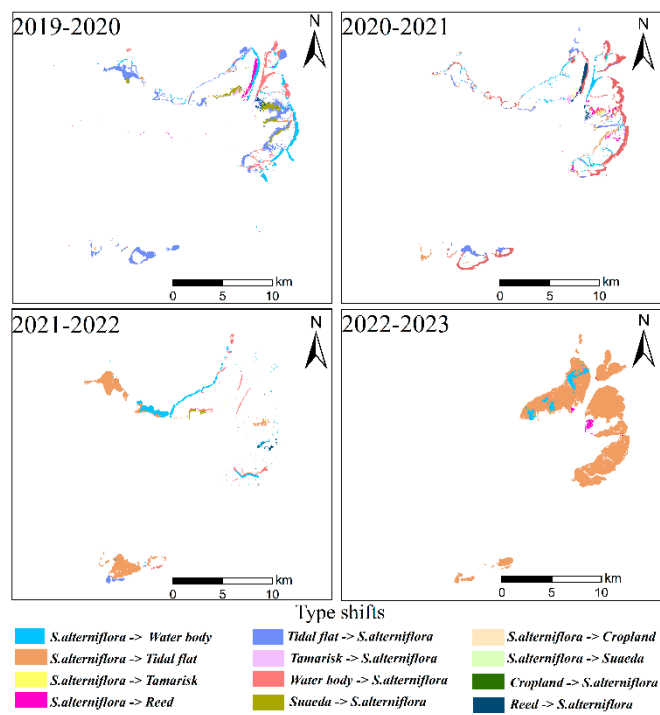 2019-2020
N
km
0 5 10
2020-2021
N
km
0 5 10
2021-2022
N
km
0 5 10
2022-2023
N
km
0 5 10
Type shifts
S.alterniflora -> Water body
S.alterniflora -> Tidal flat
S.alterniflora -> Tamarisk
S.alterniflora -> Reed
Tidal flat -> S.alterniflora
Tamarisk -> S.alterniflora
Water body -> S.alterniflora
Suaeda -> S.alterniflora
S.alterniflora -> Cropland
S.alterniflora -> Suaeda
Cropland -> S.alterniflora
Reed -> S.alterniflora